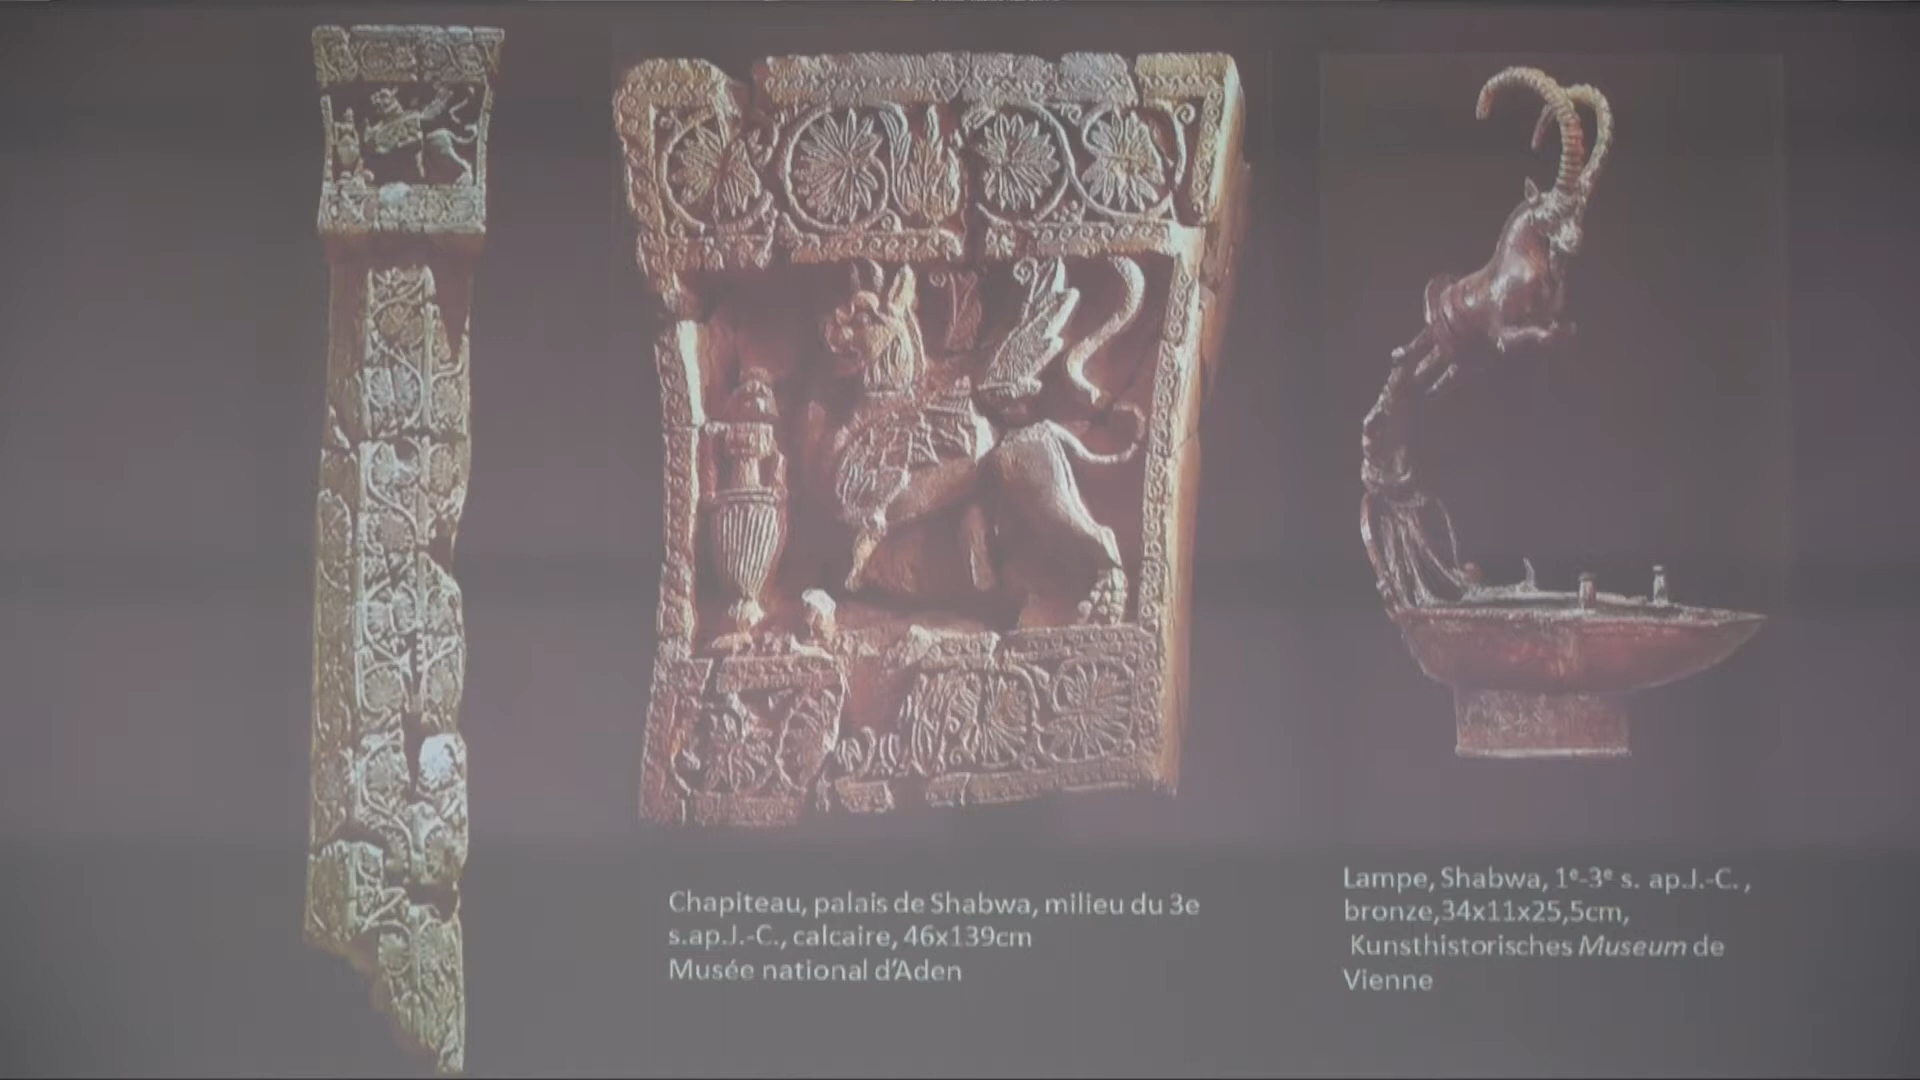 Chapiteau, palais de Shabwa, milieu du 3e
s.ap.J.-C., calcaire, 46x139cm
Musée national d'Aden
Lampe, Shabwa, 1ᵉ-3ᵉ s. ap.J.-C. ,
bronze,34x11x25,5cm,
Kunsthistorisches Museum de
Vienne